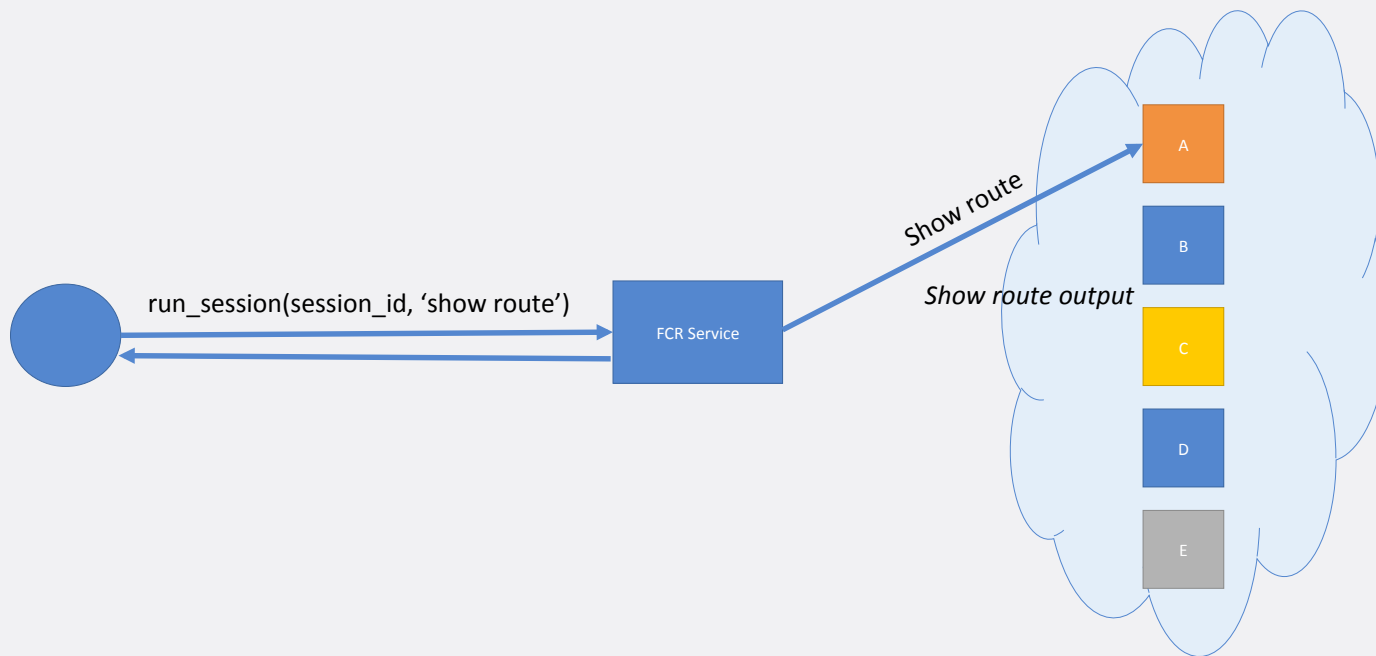 run_session(session_id, ‘show route’)
FCR Service
Show route
Show route output
A
B
C
D
E